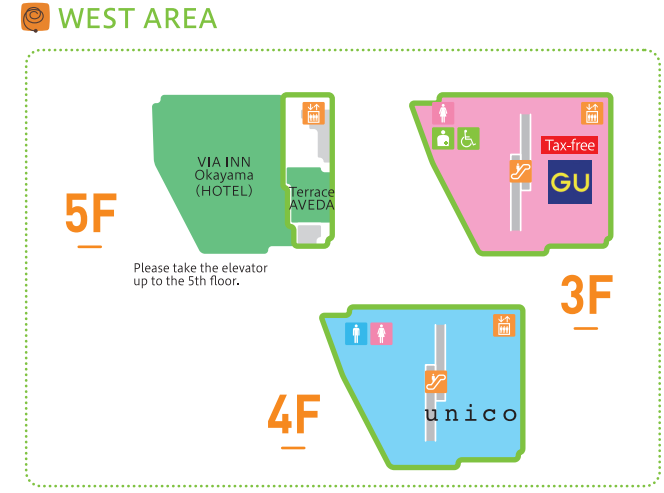 WEST AREA
5F
VIA INN
Okayama
(HOTEL)
Terrace
AVEDA
Please take the elevator
up to the 5th floor.
Tax-free
GU
3F
4F
unico